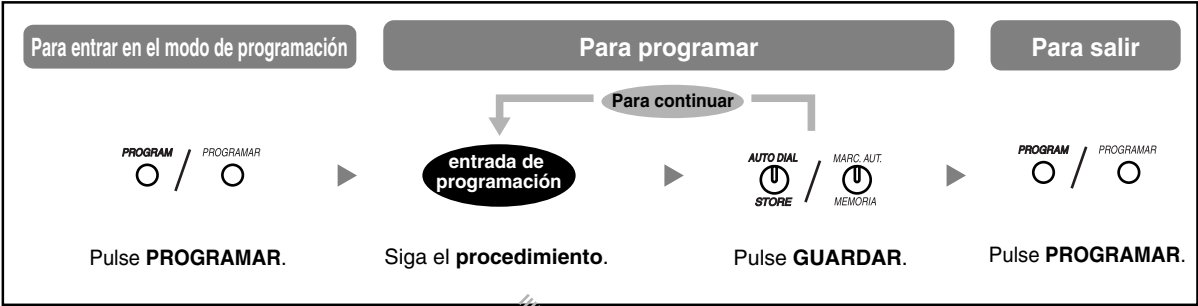 Para entrar en el modo de programación
Para programar
Para salir
Para continuar
PROGRAM
PROGRAMAR
entrada de
programación
AUTO DIAL
STORE
MARC. AUT.
MEMORIA
PROGRAM
PROGRAMAR
Pulse PROGRAMAR.
Siga el procedimiento.
Pulse GUARDAR.
Pulse PROGRAMAR.